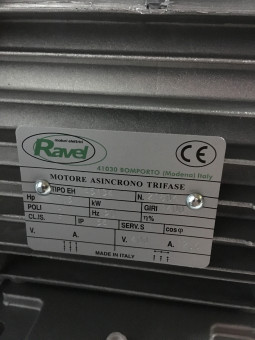 Ravel
CE
41030 BOMPORTO (Modena) Italy
MOTORE ASINCRONO TRIFASE
TIPO EH N.
Hp kW GIRI
POLI Hz η%
CL.IS. IP SERV.S cosφ
V. A. V. A.
MADE IN ITALY